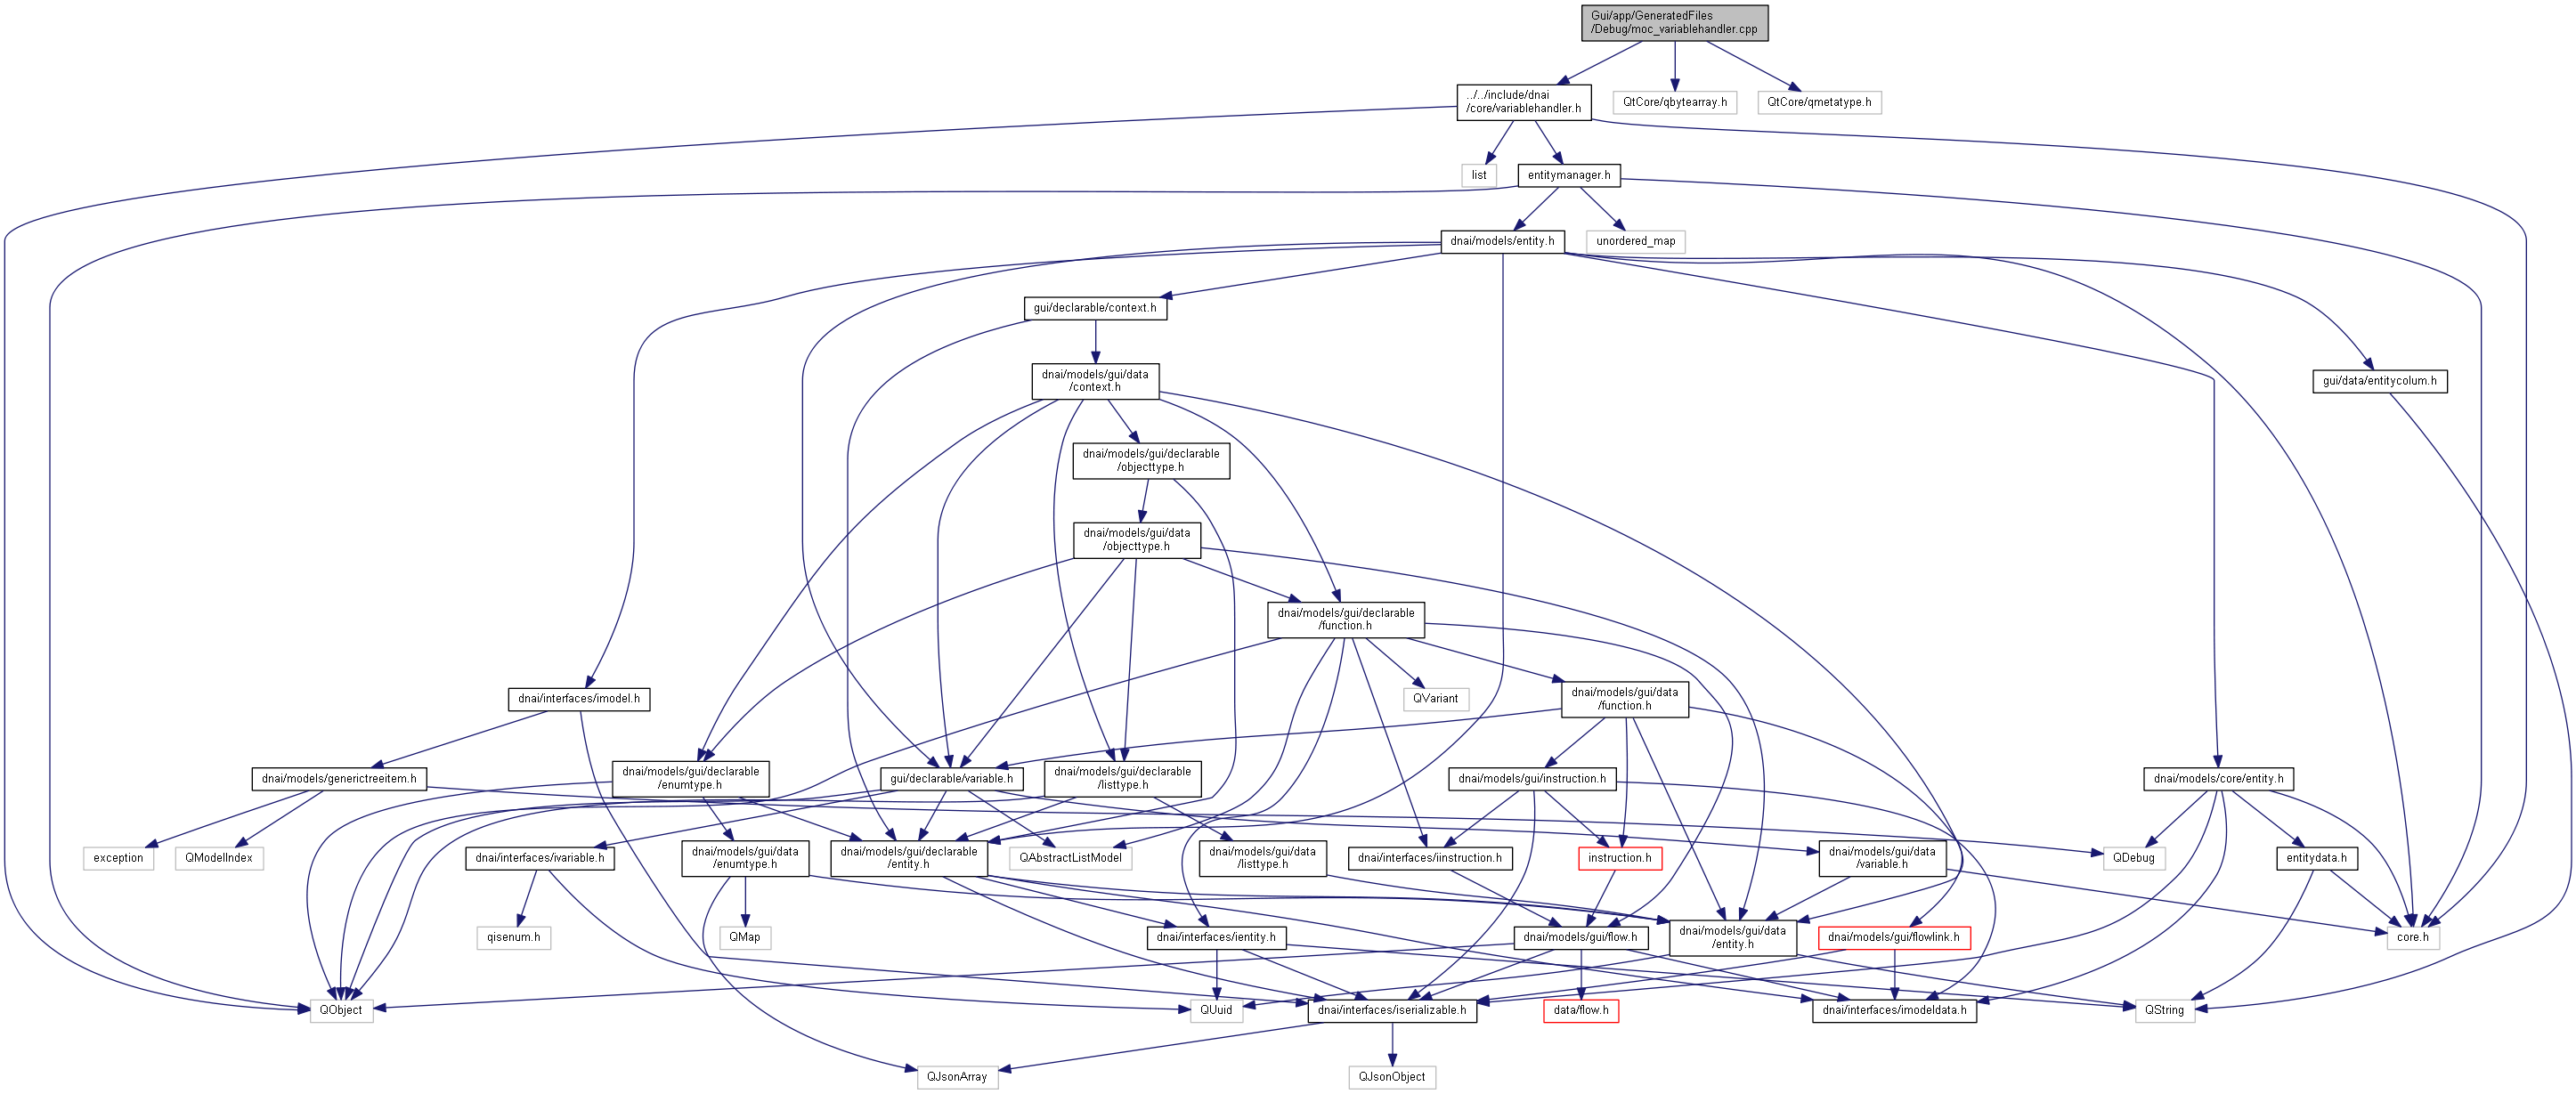 Gui/app/GeneratedFiles
/Debug/moc_variablehandler.cpp
../../include/dnai
/core/variablehandler.h
QtCore/qbytearray.h
QtCore/qmetatype.h
list
entitymanager.h
dnai/models/entity.h
unordered_map
gui/declarable/context.h
dnai/models/gui/data
/context.h
gui/data/entitycolum.h
dnai/models/gui/declarable
/objecttype.h
dnai/models/gui/data
/objecttype.h
dnai/models/gui/declarable
/function.h
dnai/interfaces/imodel.h
QVariant
dnai/models/gui/data
/function.h
dnai/models/generictreeitem.h
dnai/models/gui/declarable
/enumtype.h
gui/declarable/variable.h
dnai/models/gui/declarable
/listtype.h
dnai/models/gui/instruction.h
dnai/models/core/entity.h
exception
QModelIndex
dnai/interfaces/ivariable.h
dnai/models/gui/data
/enumtype.h
dnai/models/gui/declarable
/entity.h
QAbstractListModel
dnai/models/gui/data
/listtype.h
dnai/interfaces/iinstruction.h
instruction.h
dnai/models/gui/data
/variable.h
QDebug
entitydata.h
qisenum.h
QMap
dnai/interfaces/ientity.h
dnai/models/gui/flow.h
dnai/models/gui/data
/entity.h
dnai/models/gui/flowlink.h
core.h
QObject
QUuid
dnai/interfaces/iserializable.h
data/flow.h
dnai/interfaces/imodeldata.h
QString
QJsonArray
QJsonObject